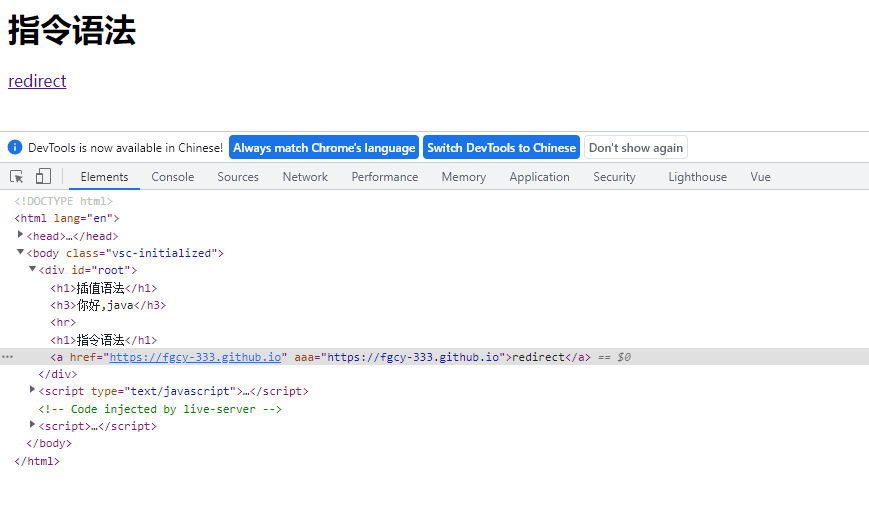 指令语法
redirect
DevTools is now available in Chinese! Always match Chrome's language Switch DevTools to Chinese Don't show again
Elements Console Sources Network Performance Memory Application Security Lighthouse Vue
<!DOCTYPE html>
<html lang="en">
<head>…</head>
<body class="vsc-initialized">
<div id="root">
<h1>插值语法</h1>
<h3>你好,java</h3>
<hr>
<h1>指令语法</h1>
<a href="https://fgcy-333.github.io" aaa="https://fgcy-333.github.io">redirect</a> == $0
</div>
<script type="text/javascript">…</script>
<!-- Code injected by live-server -->
<script>…</script>
</body>
</html>